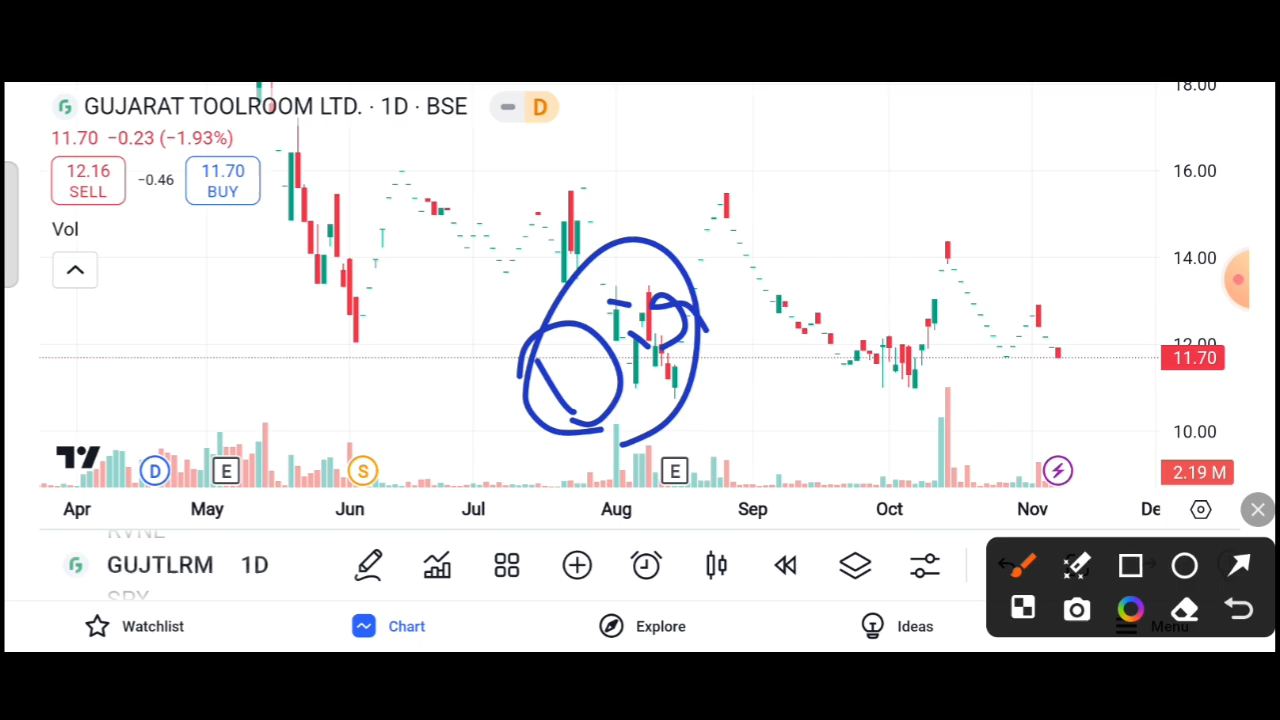 18.00
GUJARAT TOOLROOM LTD. · 1D · BSE
D
11.70 −0.23 (−1.93%)
12.16 SELL
−0.46
11.70 BUY
16.00
Vol
14.00
12.00
11.70
10.00
D E S E
2.19 M
Apr May Jun Jul Aug Sep Oct Nov De
RVNL
GUJTLRM 1D
SPX
Watchlist Chart Explore Ideas Menu